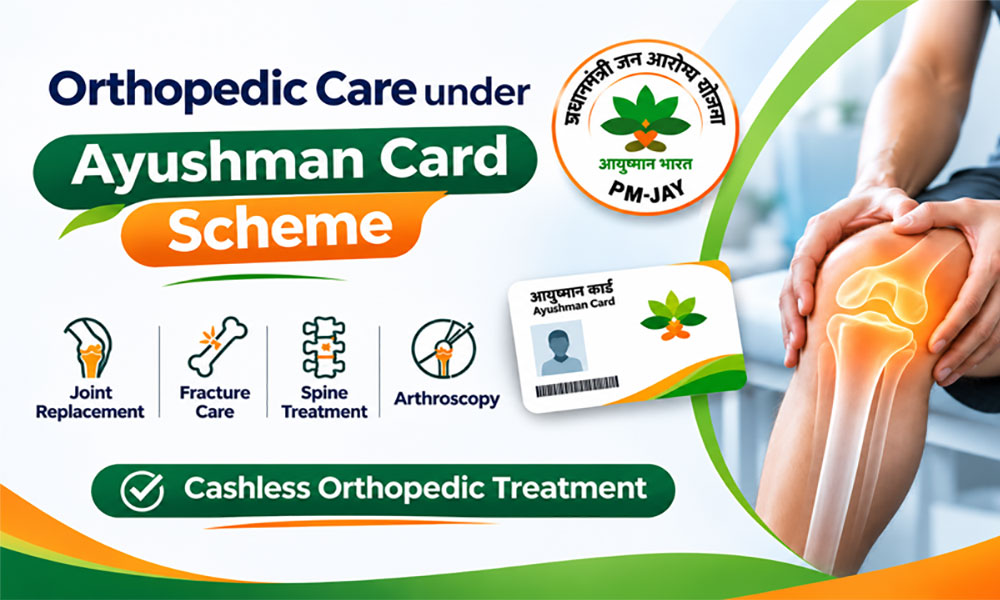 Orthopedic Care under
Ayushman Card
Scheme
प्रधानमंत्री जन आरोग्य योजना
आयुष्मान भारत
PM-JAY
आयुष्मान कार्ड
Ayushman Card
Joint
Replacement
Fracture
Care
Spine
Treatment
Arthroscopy
Cashless Orthopedic Treatment